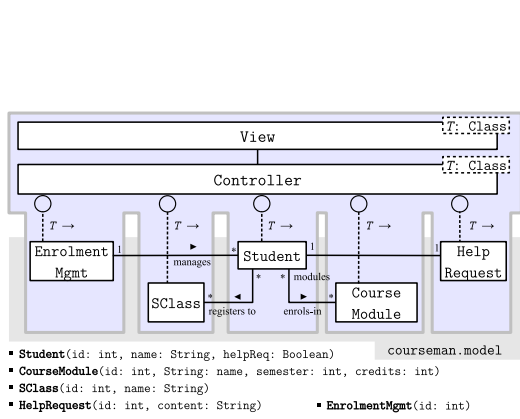 T: Class
View
T: Class
Controller
T → T → T → T → T →
Enrolment
Mgmt
1
manages
*
Student
1
modules
1
Help
Request
SClass
*
registers to
*
*
enrols-in
*
Course
Module
courseman.model
▪ Student(id: int, name: String, helpReq: Boolean)
▪ CourseModule(id: int, String: name, semester: int, credits: int)
▪ SClass(id: int, name: String)
▪ HelpRequest(id: int, content: String) ▪ EnrolmentMgmt(id: int)